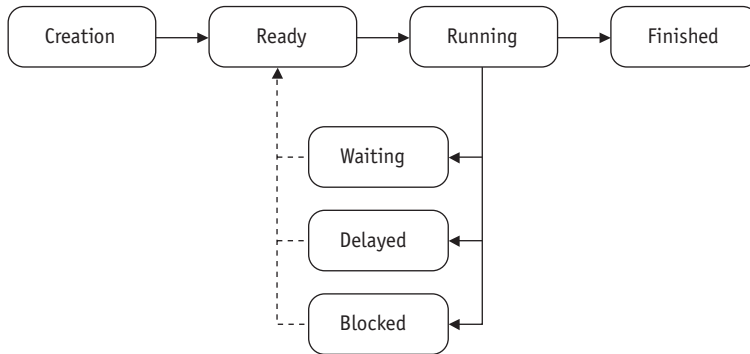 Creation
Ready
Running
Finished
Waiting
Delayed
Blocked